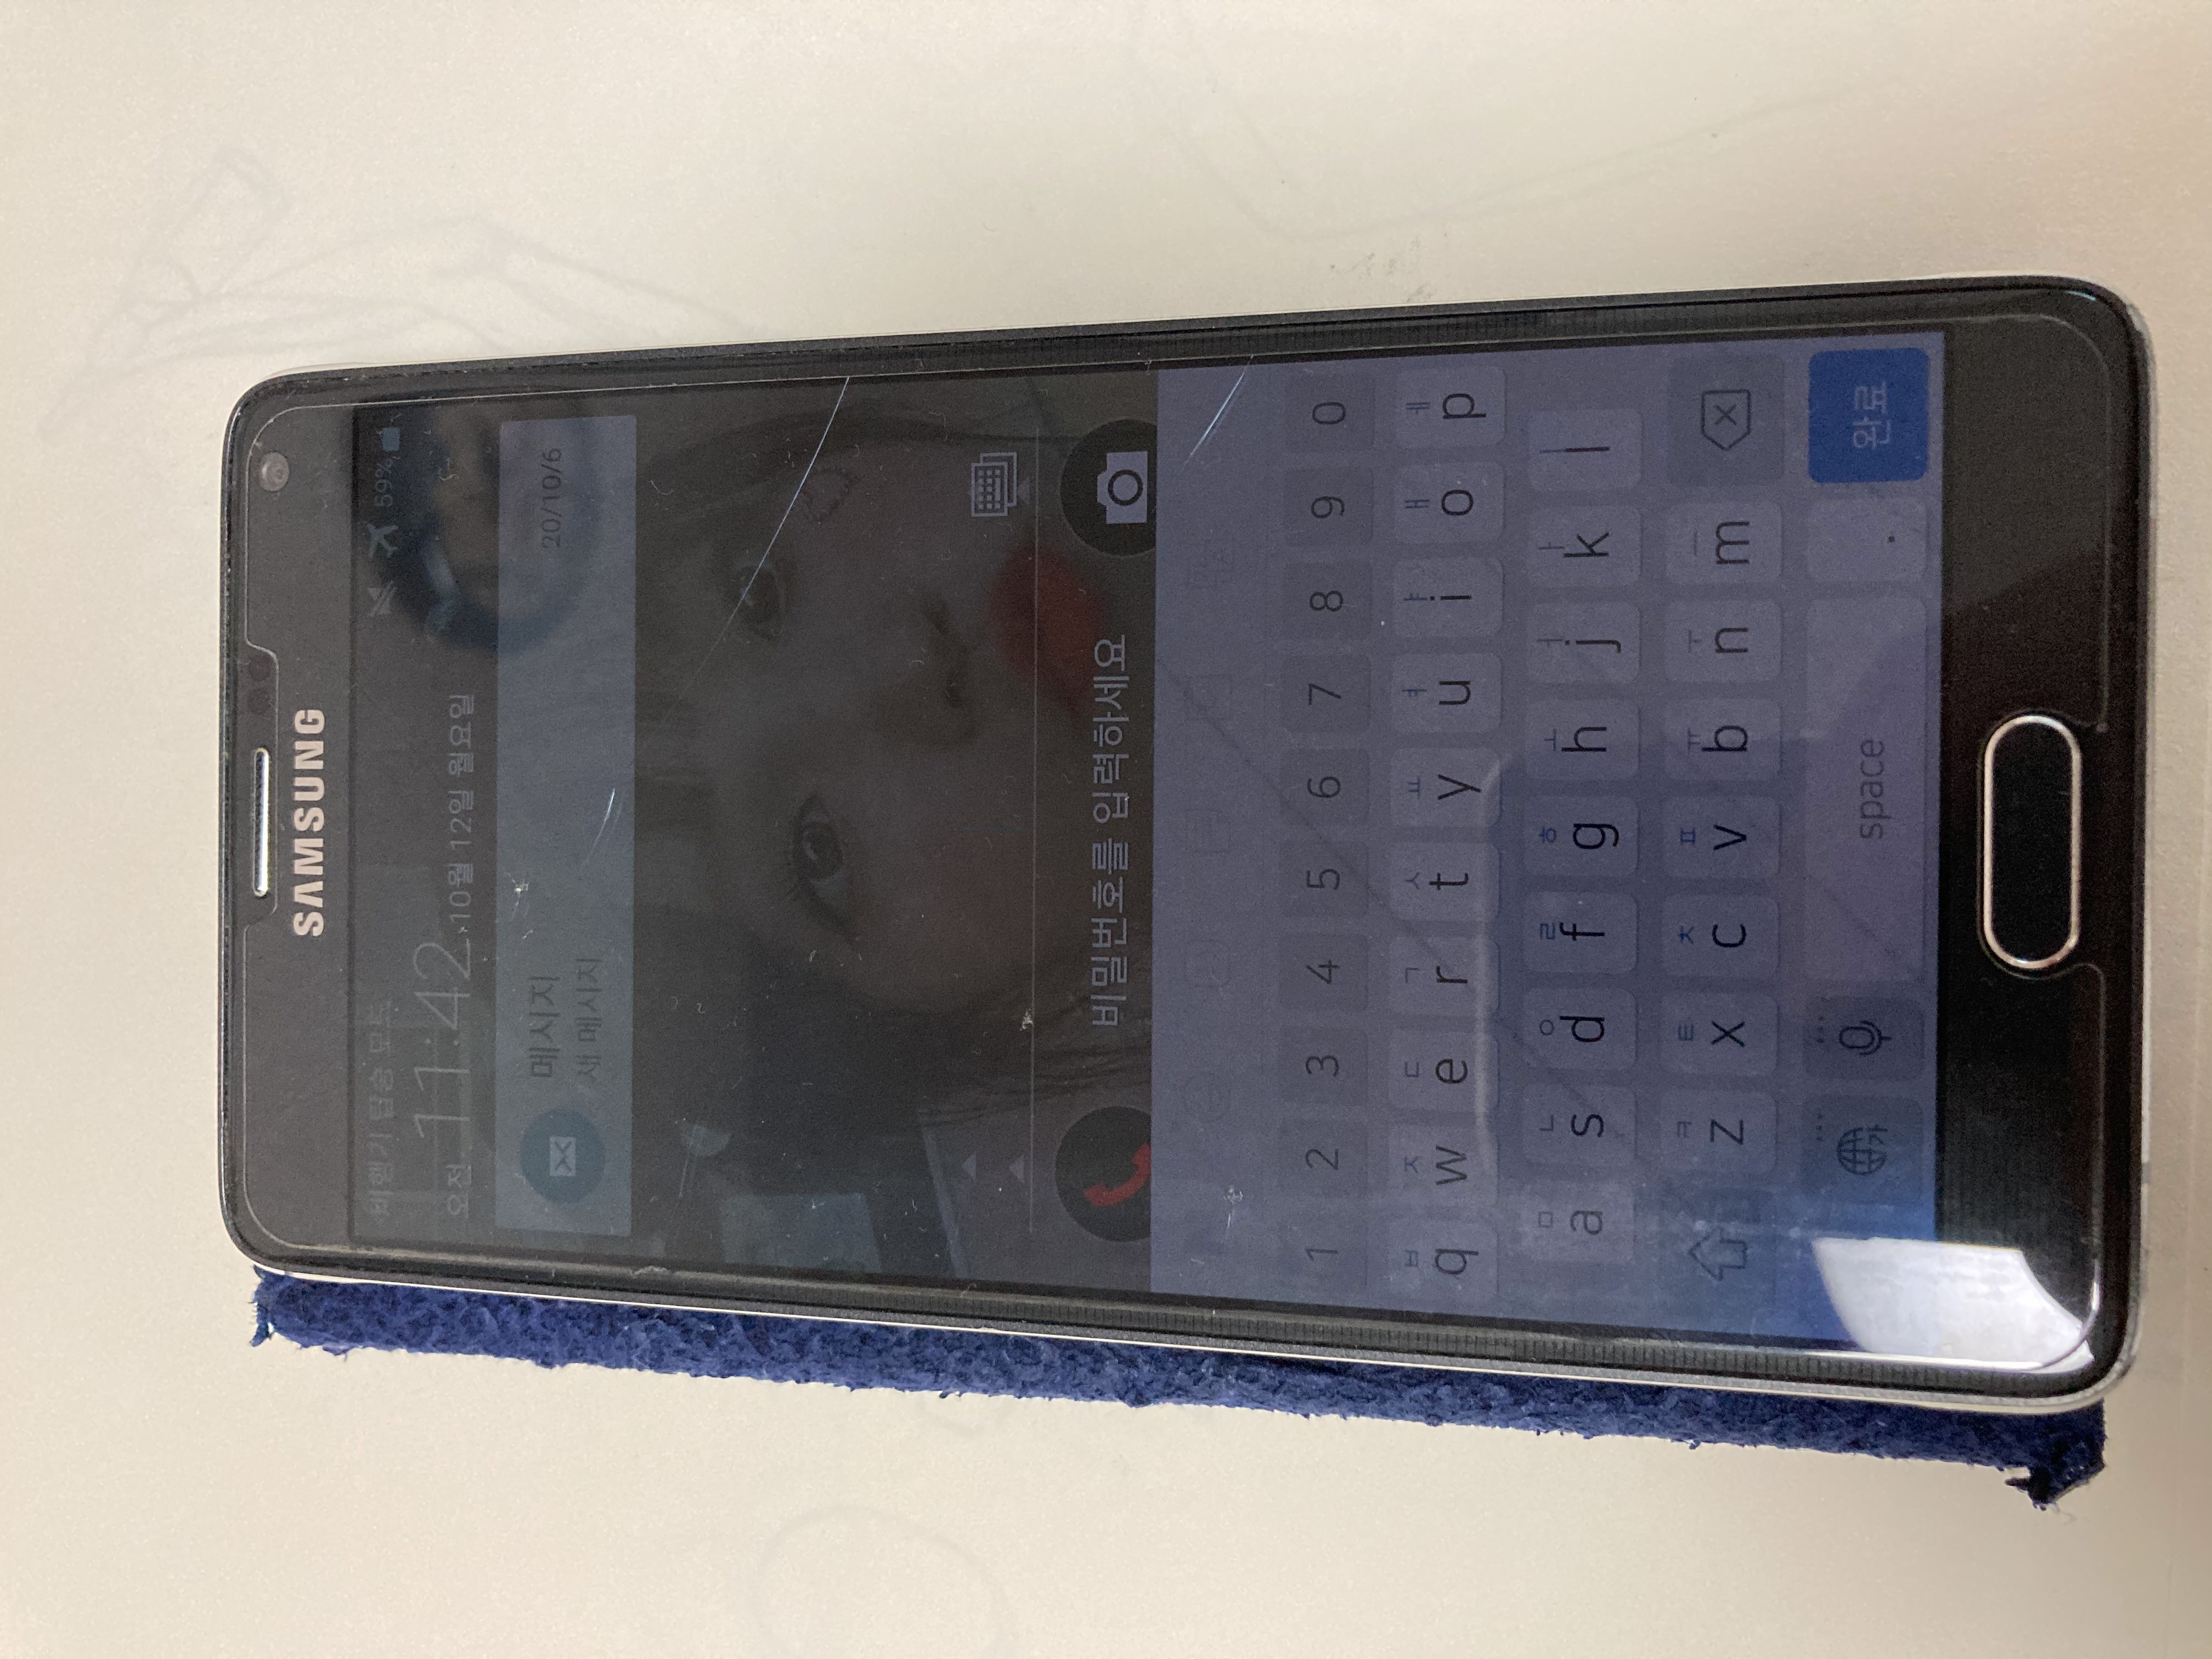 SAMSUNG
비행기 탑승 모드 59%
오전 11:42 10월 12일 월요일
메시지 20/10/6
새 메시지
비밀번호를 입력하세요
1 2 3 4 5 6 7 8 9 0
ㅂ ㅈ ㄷ ㄱ ㅅ ㅛ ㅕ ㅑ ㅐ ㅔ
q w e r t y u i o p
ㅁ ㄴ ㅇ ㄹ ㅎ ㅗ ㅓ ㅏ ㅣ
a s d f g h j k l
ㅋ ㅌ ㅊ ㅍ ㅠ ㅜ ㅡ
z x c v b n m
가 space . 완료